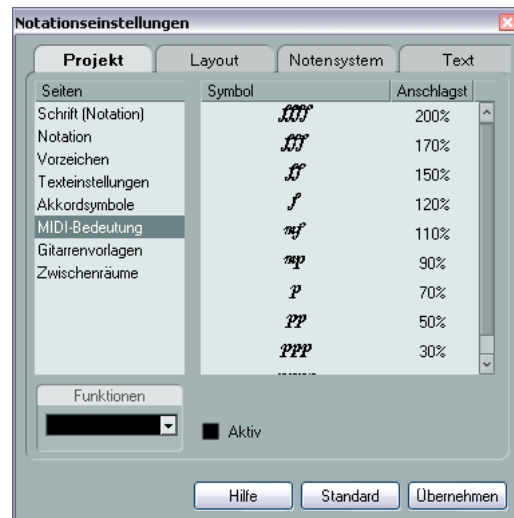 Notationseinstellungen
Projekt Layout Notensystem Text
Seiten Symbol Anschlagst
Schrift (Notation) ffff 200%
Notation fff 170%
Vorzeichen
Texteinstellungen ff 150%
Akkordsymbole f 120%
MIDI-Bedeutung mf 110%
Gitarrenvorlagen
Zwischenräume mp 90%
p 70%
pp 50%
ppp 30%
Funktionen
Aktiv
Hilfe Standard Übernehmen